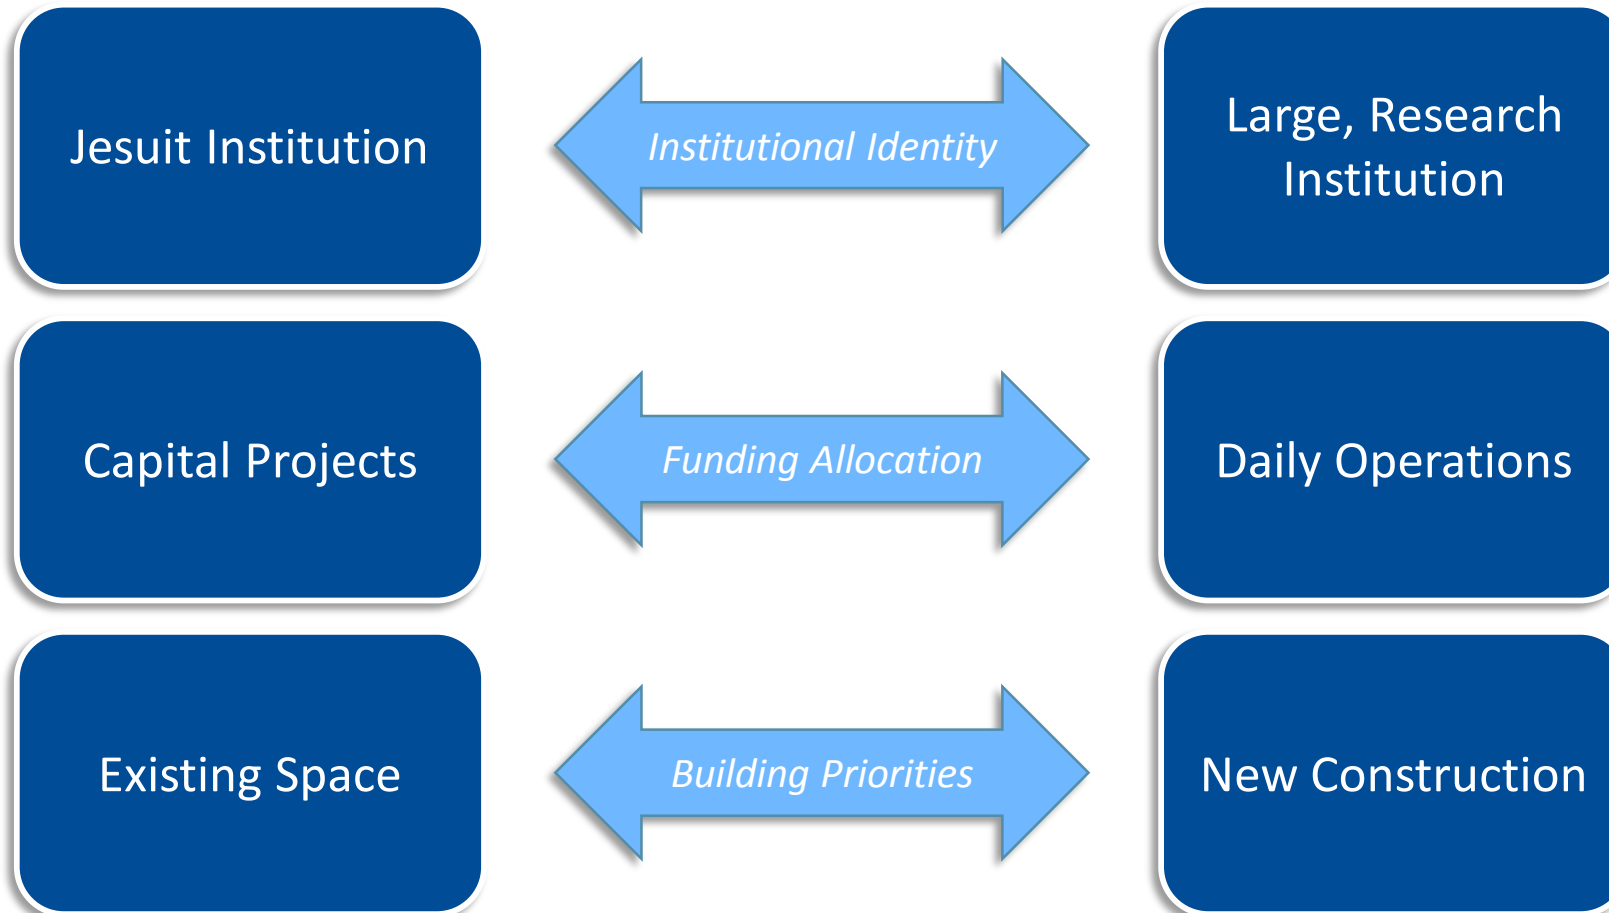 Jesuit Institution
Institutional Identity
Large, Research
Institution
Capital Projects
Funding Allocation
Daily Operations
Existing Space
Building Priorities
New Construction